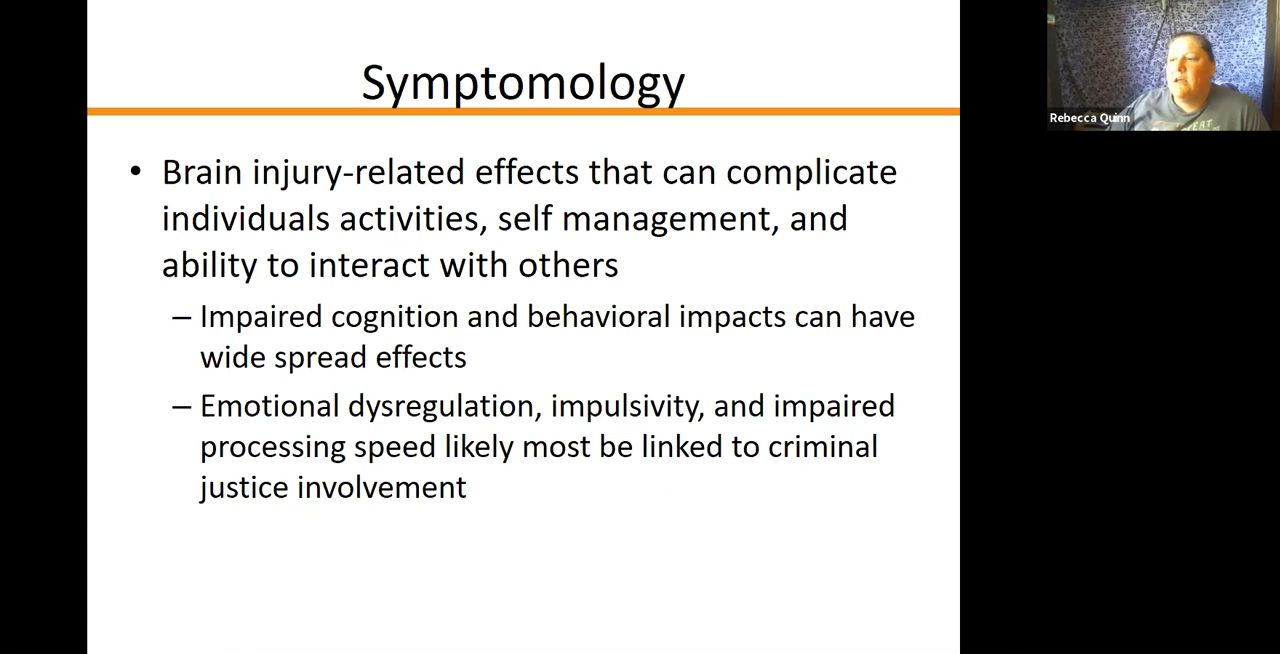 Symptomology
• Brain injury-related effects that can complicate
individuals activities, self management, and
ability to interact with others
– Impaired cognition and behavioral impacts can have
wide spread effects
– Emotional dysregulation, impulsivity, and impaired
processing speed likely most be linked to criminal
justice involvement
Rebecca Quinn